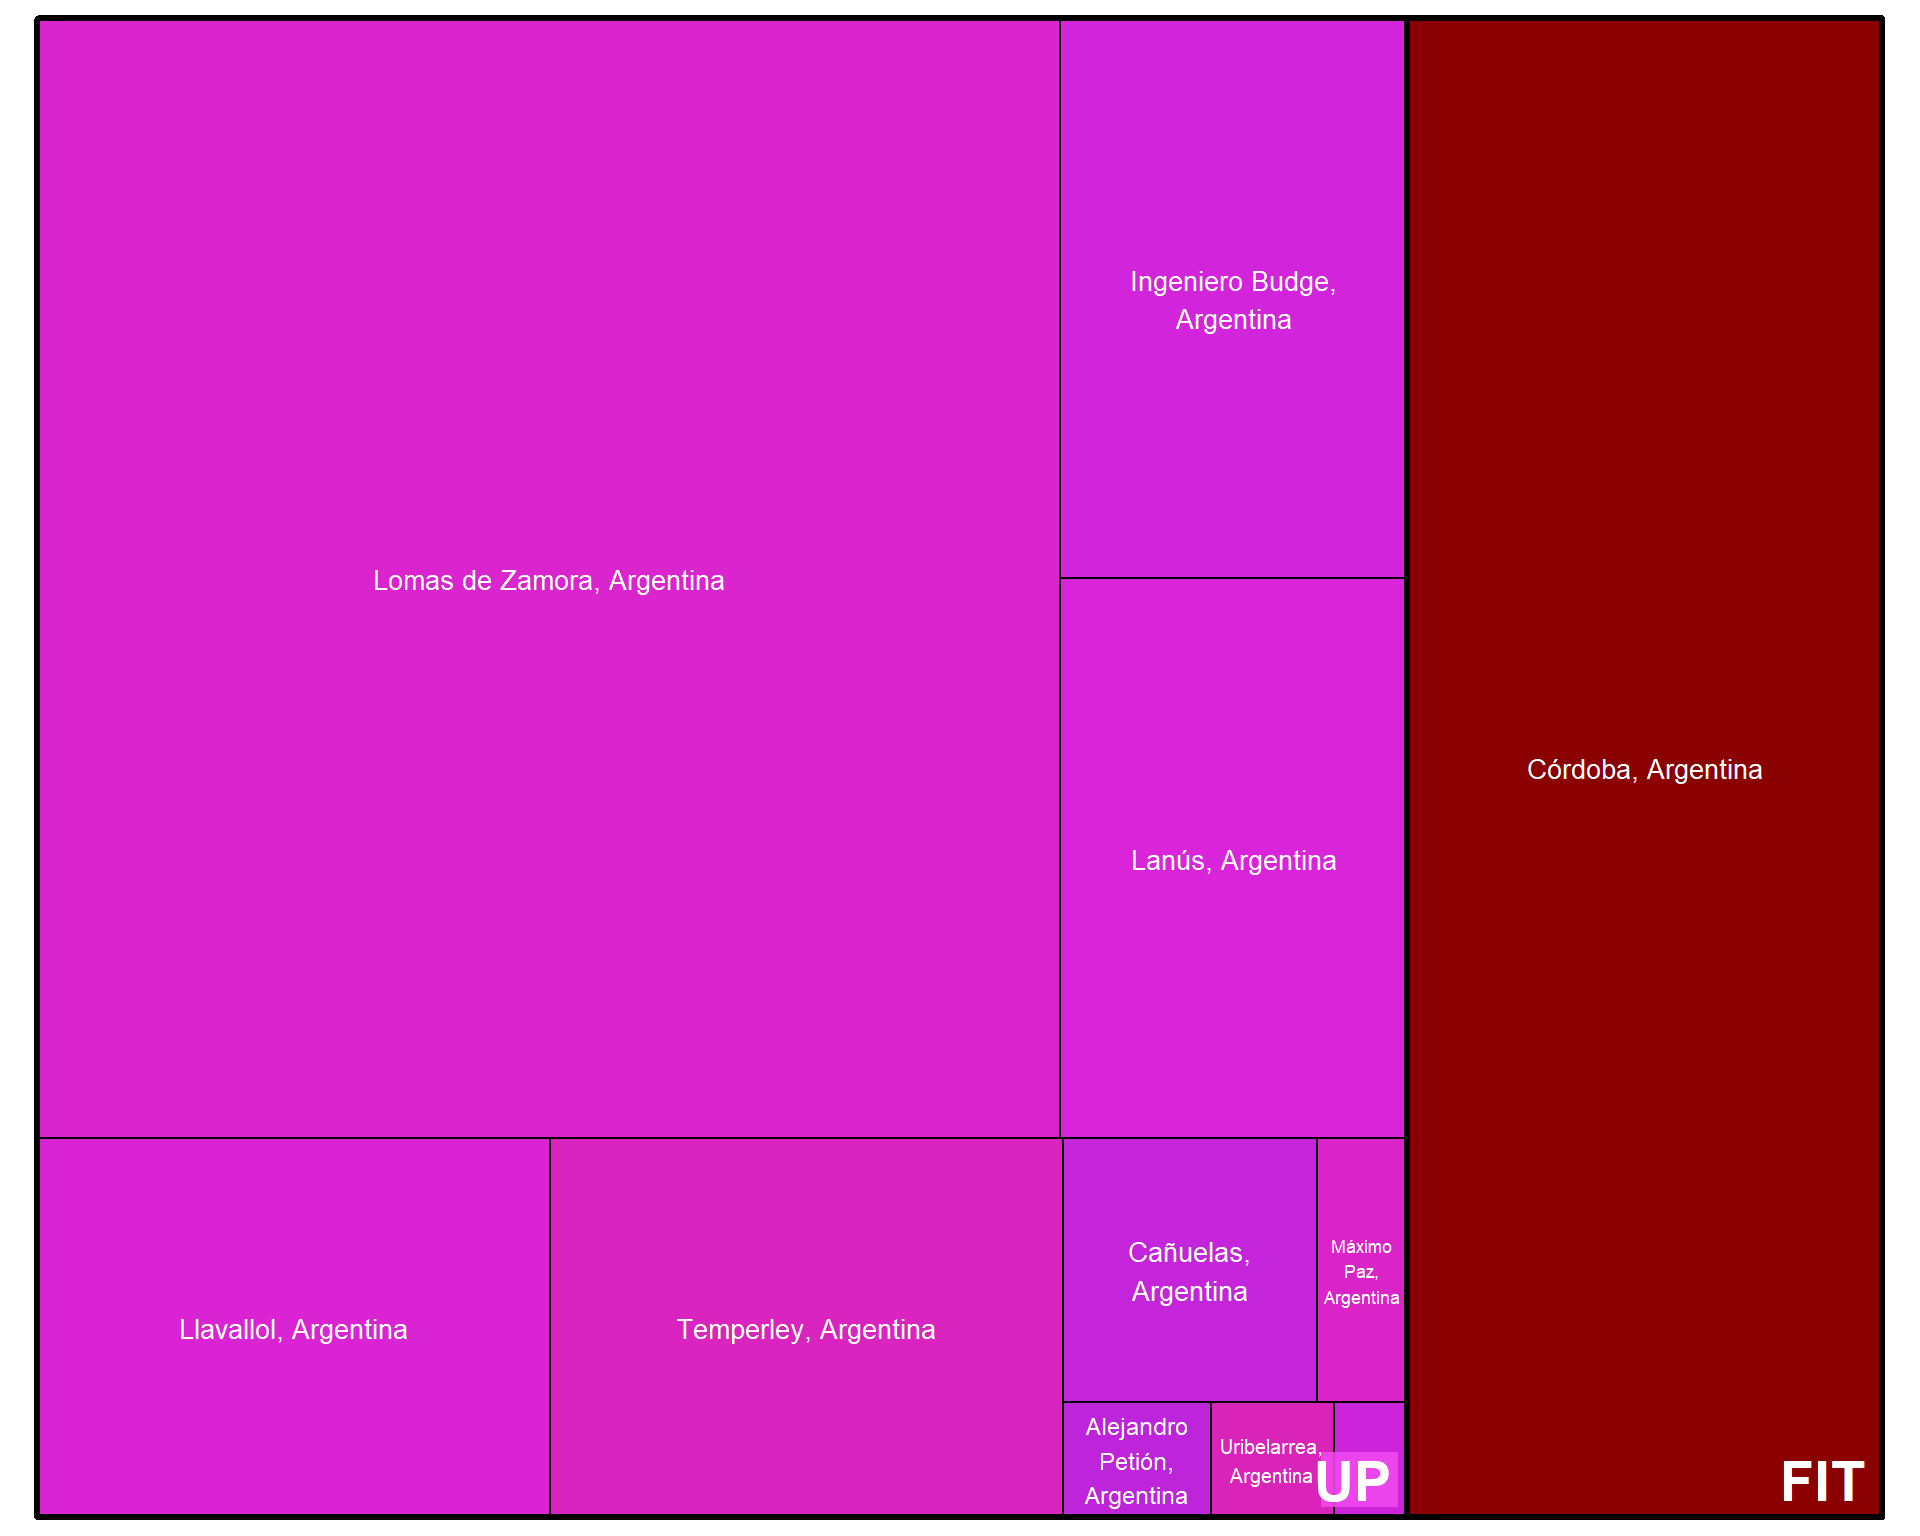 Lomas de Zamora, Argentina
Ingeniero Budge,
Argentina
Lanús, Argentina
Córdoba, Argentina
Llavallol, Argentina
Temperley, Argentina
Cañuelas,
Argentina
Máximo
Paz,
Argentina
Alejandro
Petión,
Argentina
Uribelarrea,
Argentina
UP
FIT